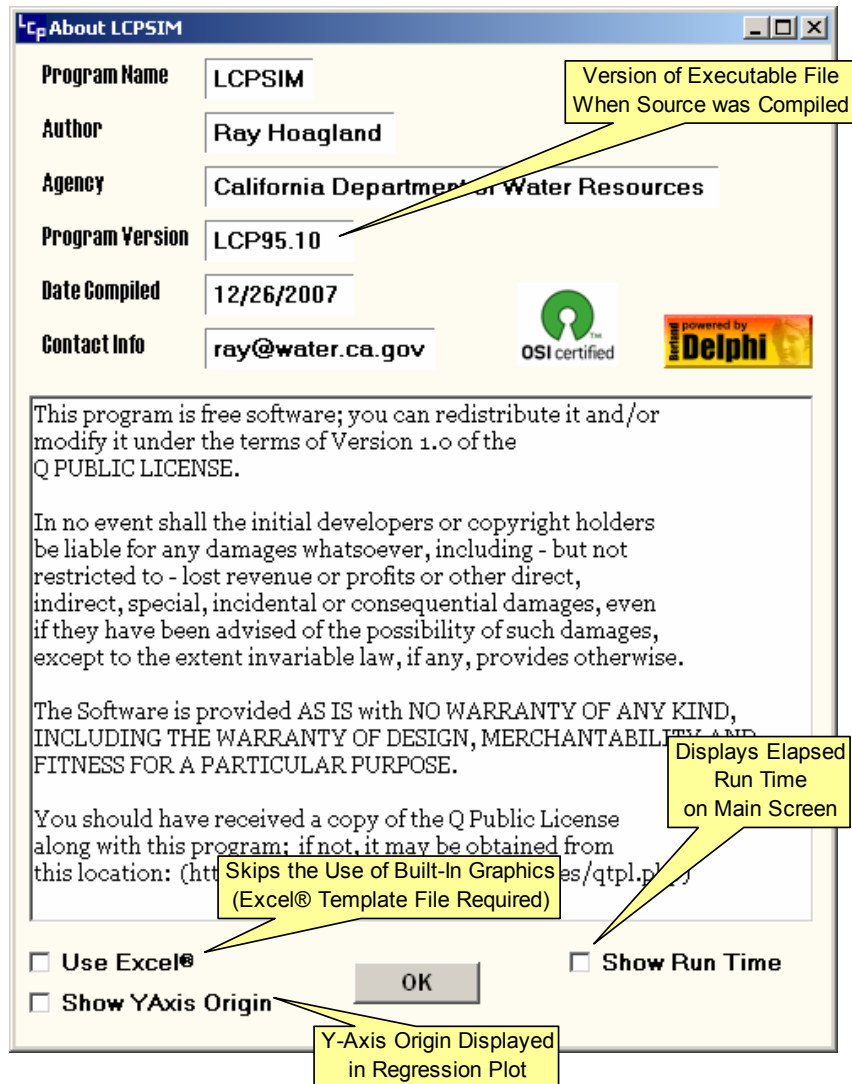 LCP About LCPSIM
Program Name LCPSIM
Version of Executable File
When Source was Compiled
Author Ray Hoagland
Agency California Department of Water Resources
Program Version LCP95.10
Date Compiled 12/26/2007
Contact Info ray@water.ca.gov
OSI certified
TM
Borland
powered by
Delphi
This program is free software; you can redistribute it and/or
modify it under the terms of Version 1.0 of the
Q PUBLIC LICENSE.
In no event shall the initial developers or copyright holders
be liable for any damages whatsoever, including - but not
restricted to - lost revenue or profits or other direct,
indirect, special, incidental or consequential damages, even
if they have been advised of the possibility of such damages,
except to the extent invariable law, if any, provides otherwise.
The Software is provided AS IS with NO WARRANTY OF ANY KIND,
INCLUDING THE WARRANTY OF DESIGN, MERCHANTABILITY AND
FITNESS FOR A PARTICULAR PURPOSE.
Displays Elapsed
Run Time
on Main Screen
You should have received a copy of the Q Public License
along with this program; if not, it may be obtained from
this location: (htt es/qtpl.php)
Skips the Use of Built-In Graphics
(Excel® Template File Required)
Use Excel®
Show YAxis Origin
OK
Show Run Time
Y-Axis Origin Displayed
in Regression Plot